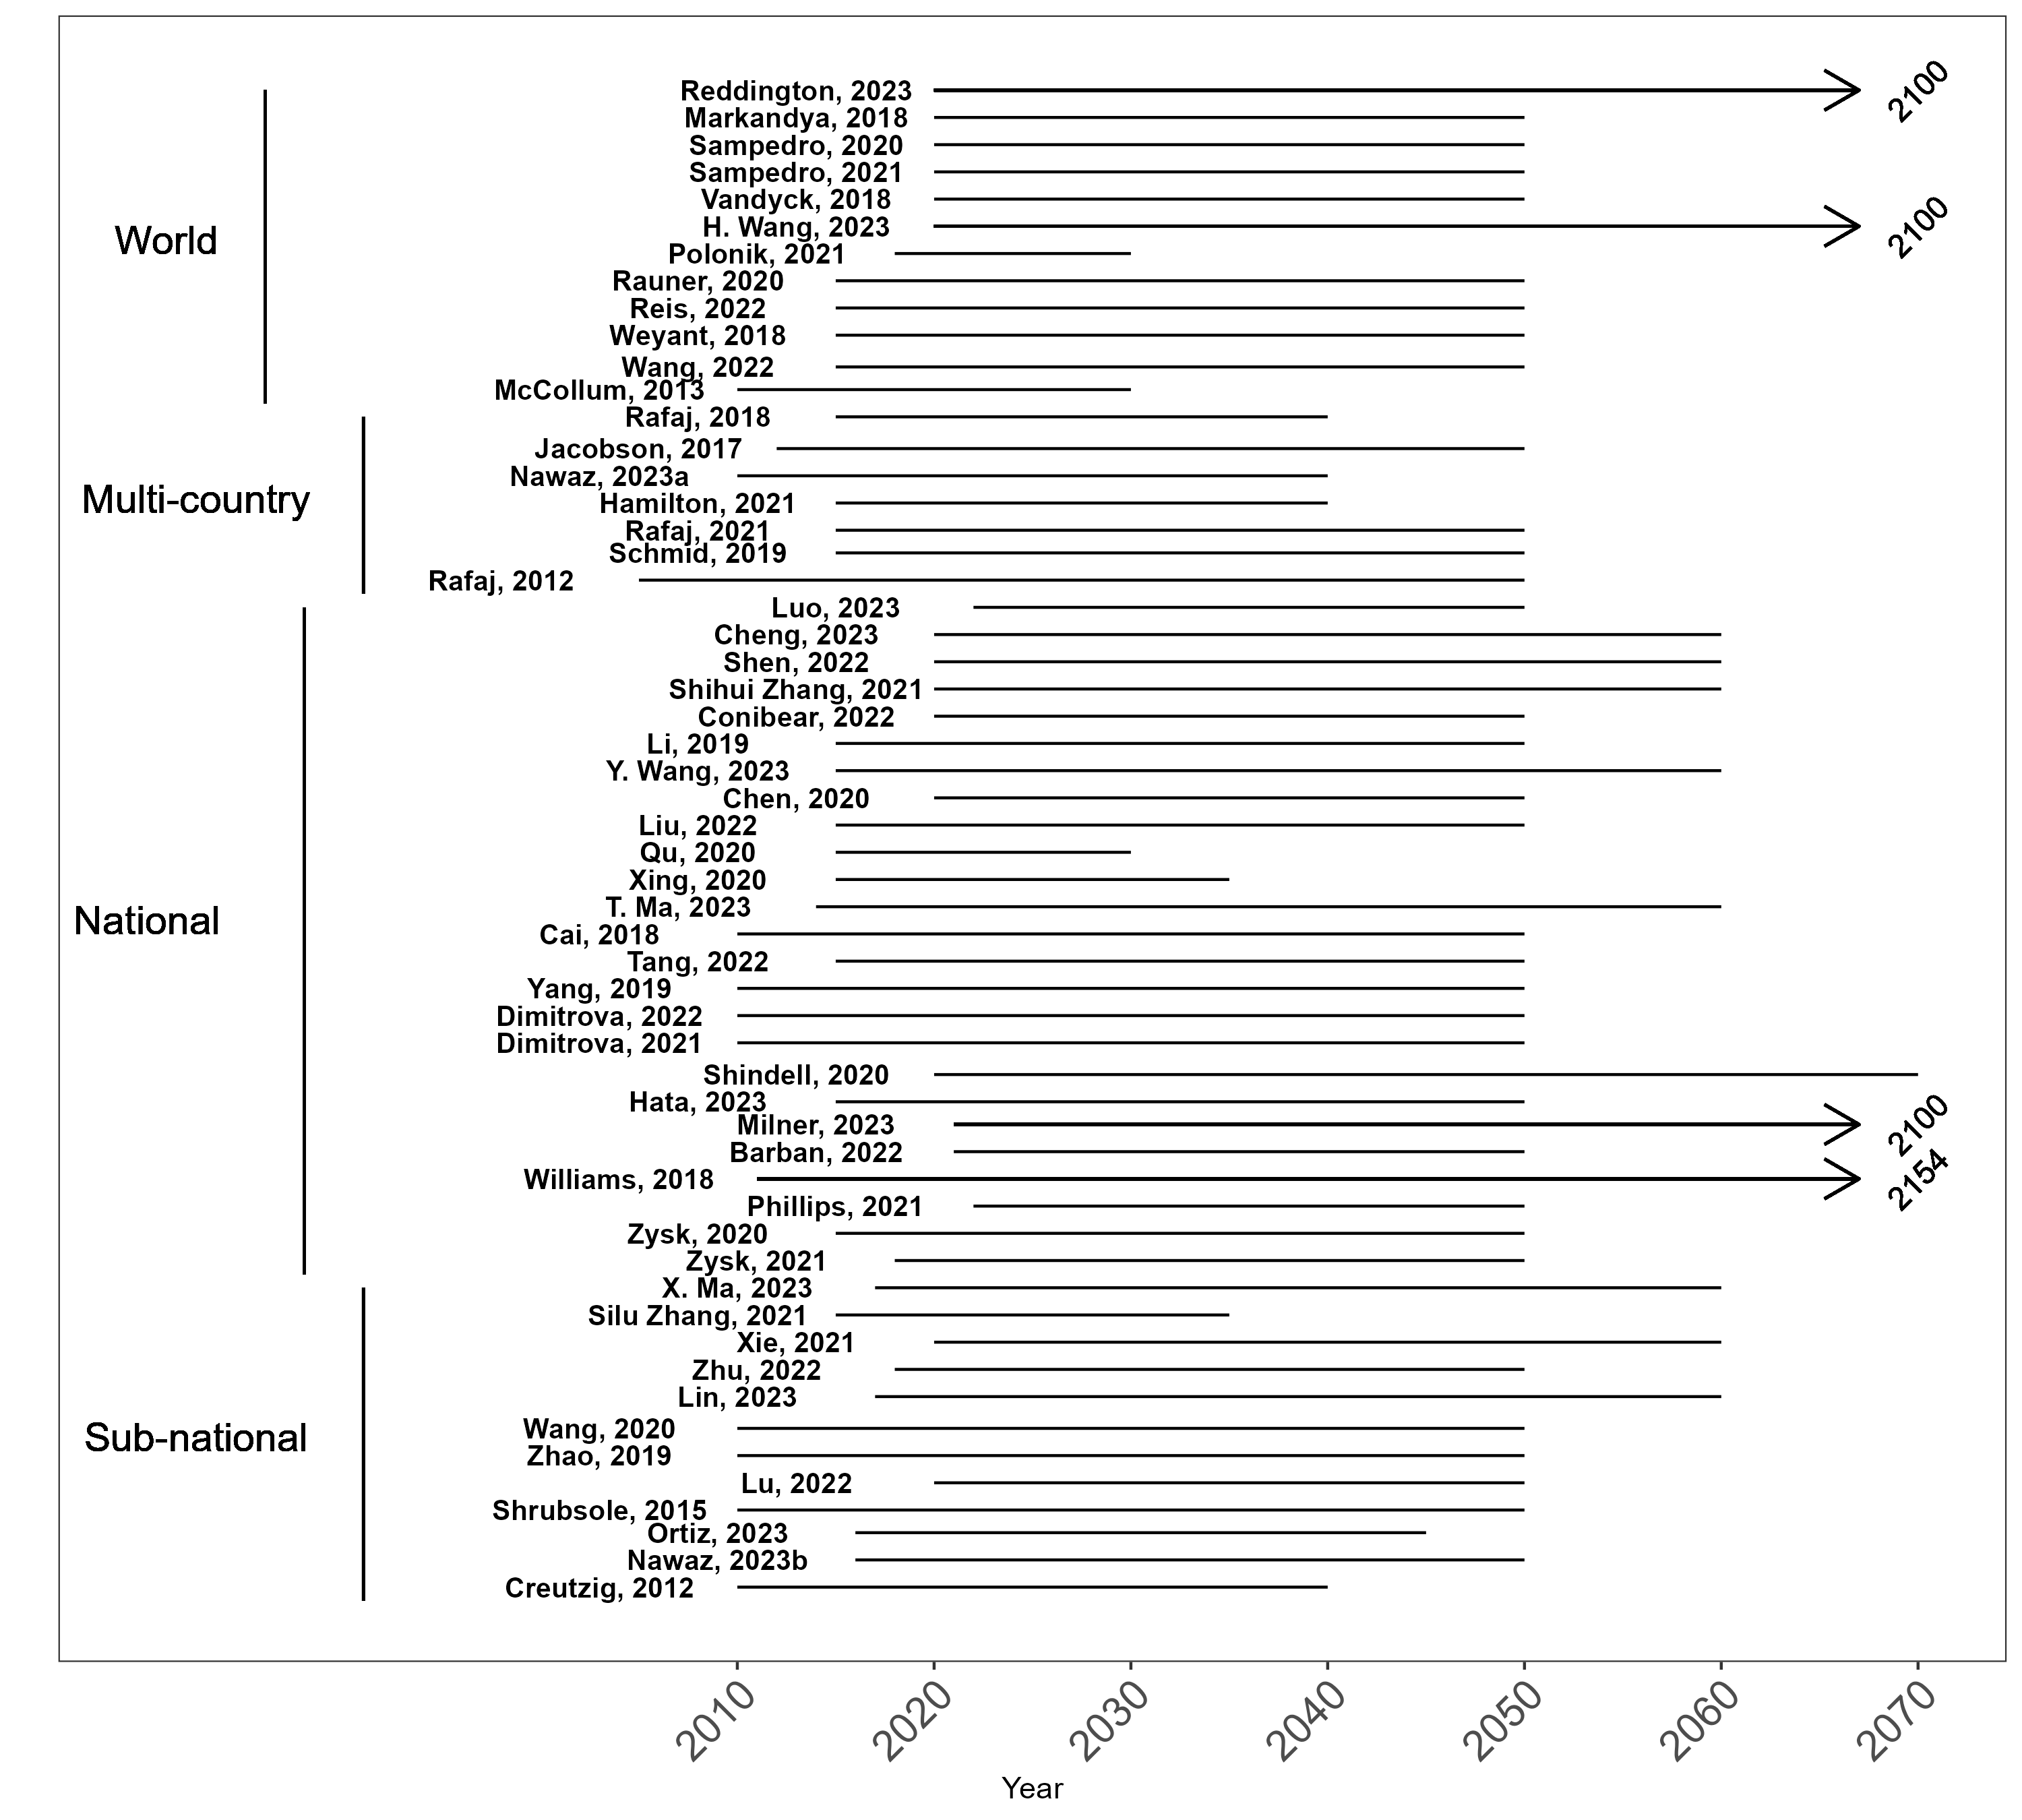 Reddington, 2023
2100
Markandya, 2018
Sampedro, 2020
Sampedro, 2021
Vandyck, 2018
H. Wang, 2023
2100
World
Polonik, 2021
Rauner, 2020
Reis, 2022
Weyant, 2018
Wang, 2022
McCollum, 2013
Rafaj, 2018
Jacobson, 2017
Nawaz, 2023a
Multi-country
Hamilton, 2021
Rafaj, 2021
Schmid, 2019
Rafaj, 2012
Luo, 2023
Cheng, 2023
Shen, 2022
Shihui Zhang, 2021
Conibear, 2022
Li, 2019
Y. Wang, 2023
Chen, 2020
Liu, 2022
Qu, 2020
Xing, 2020
T. Ma, 2023
National
Cai, 2018
Tang, 2022
Yang, 2019
Dimitrova, 2022
Dimitrova, 2021
Shindell, 2020
Hata, 2023
Milner, 2023
2100
Barban, 2022
Williams, 2018
2154
Phillips, 2021
Zysk, 2020
Zysk, 2021
X. Ma, 2023
Silu Zhang, 2021
Xie, 2021
Zhu, 2022
Lin, 2023
Wang, 2020
Sub-national
Zhao, 2019
Lu, 2022
Shrubsole, 2015
Ortiz, 2023
Nawaz, 2023b
Creutzig, 2012
2010 2020 2030 2040 2050 2060 2070
Year